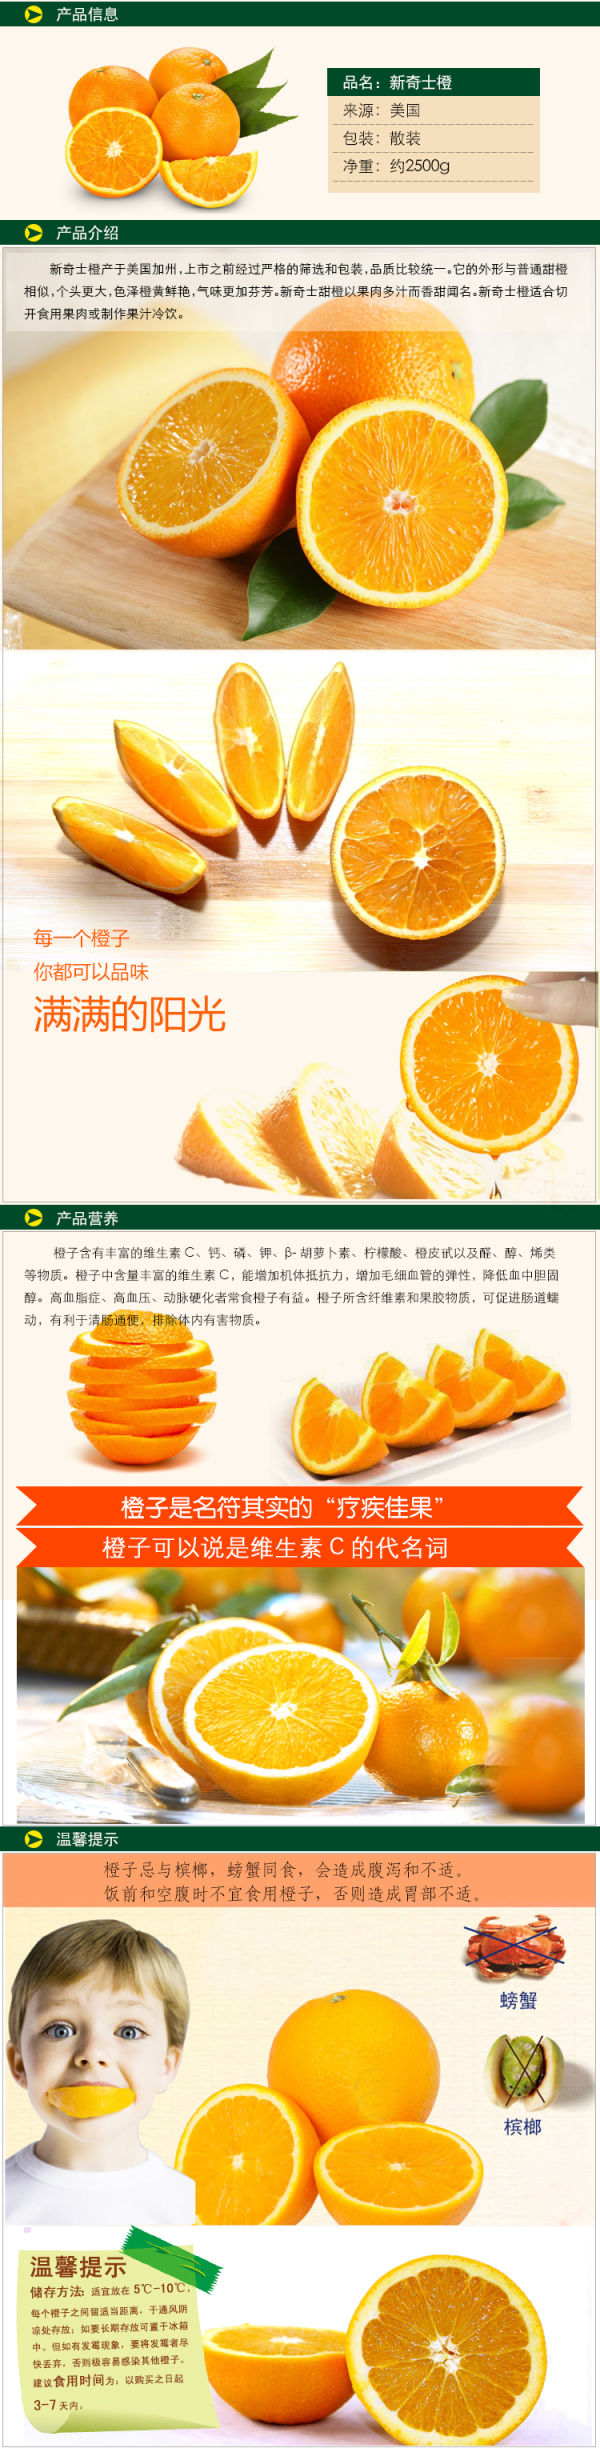 产品信息
品名：新奇士橙
来源：美国
包装：散装
净重：约2500g
产品介绍
新奇士橙产于美国加州，上市之前经过严格的筛选和包装，品质比较统一。它的外形与普通甜橙
相似，个头更大，色泽橙黄鲜艳，气味更加芬芳。新奇士甜橙以果肉多汁而香甜闻名。新奇士橙适合切
开食用果肉或制作果汁冷饮。
每一个橙子
你都可以品味
满满的阳光
产品营养
橙子含有丰富的维生素 C、钙、磷、钾、β- 胡萝卜素、柠檬酸、橙皮甙以及醛、醇、烯类
等物质。橙子中含量丰富的维生素 C，能增加机体抵抗力，增加毛细血管的弹性，降低血中胆固
醇。高血脂症、高血压、动脉硬化者常食橙子有益。橙子所含纤维素和果胶物质，可促进肠道蠕
动，有利于清肠通便，排除体内有害物质。
橙子是名符其实的“疗疾佳果”
橙子可以说是维生素 C 的代名词
温馨提示
橙子忌与槟榔，螃蟹同食，会造成腹泻和不适。
饭前和空腹时不宜食用橙子，否则造成胃部不适。
螃蟹
槟榔
温馨提示
储存方法：适宜放在 5℃-10℃，
每个橙子之间留适当距离，于通风阴
凉处存放；如要长期存放可置于冰箱
中。但如有发霉现象，要将发霉者尽
快丢弃，否则极容易感染其他橙子。
建议食用时间为：以购买之日起
3-7 天内。